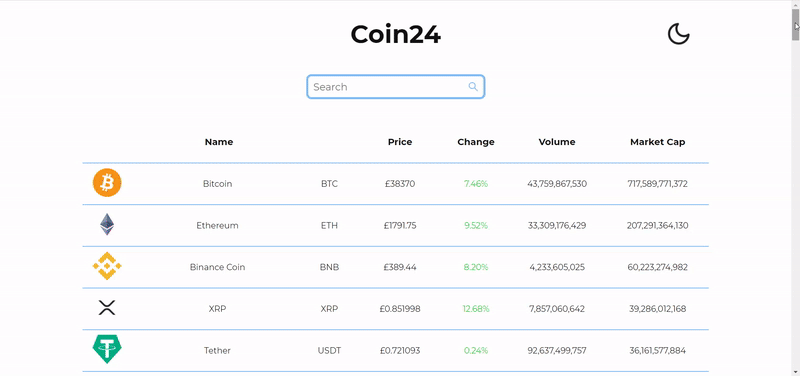 Coin24
Search
Name Price Change Volume Market Cap
Bitcoin BTC £38370 7.46% 43,759,867,530 717,589,771,372
Ethereum ETH £1791.75 9.52% 33,309,176,429 207,291,364,130
Binance Coin BNB £389.44 8.20% 4,233,605,025 60,223,274,982
XRP XRP £0.851998 12.68% 7,857,060,642 39,286,012,168
Tether USDT £0.721093 0.24% 92,637,499,757 36,161,577,884